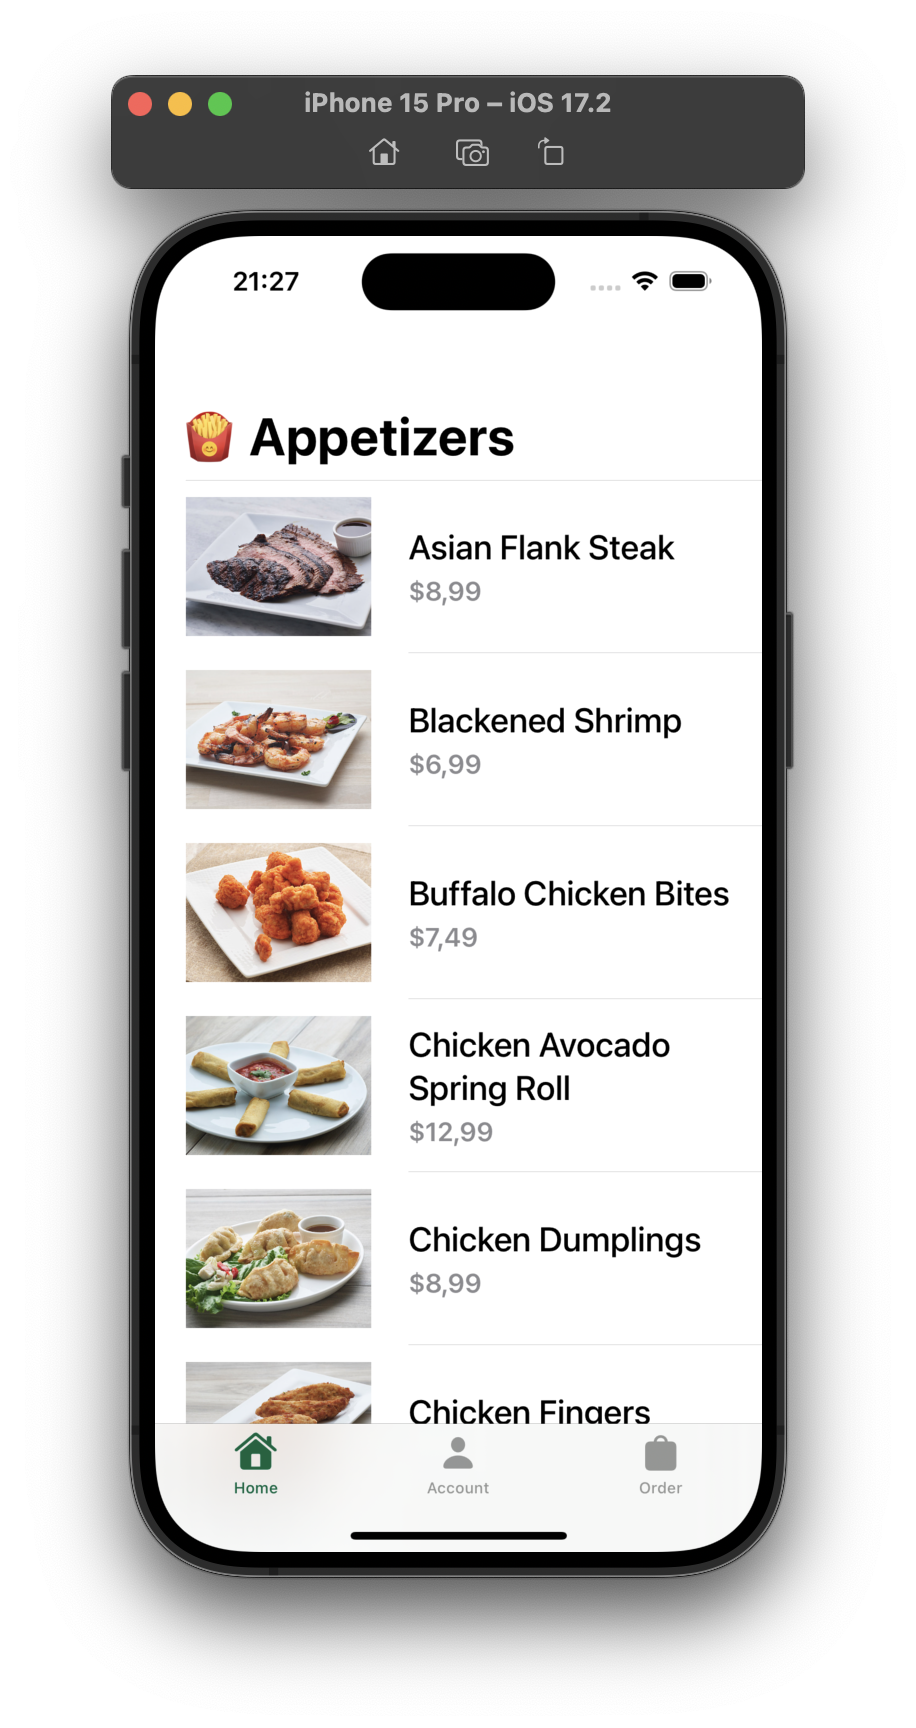 iPhone 15 Pro – iOS 17.2
21:27
Appetizers
Asian Flank Steak
$8,99
Blackened Shrimp
$6,99
Buffalo Chicken Bites
$7,49
Chicken Avocado
Spring Roll
$12,99
Chicken Dumplings
$8,99
Chicken Fingers
Home
Account
Order